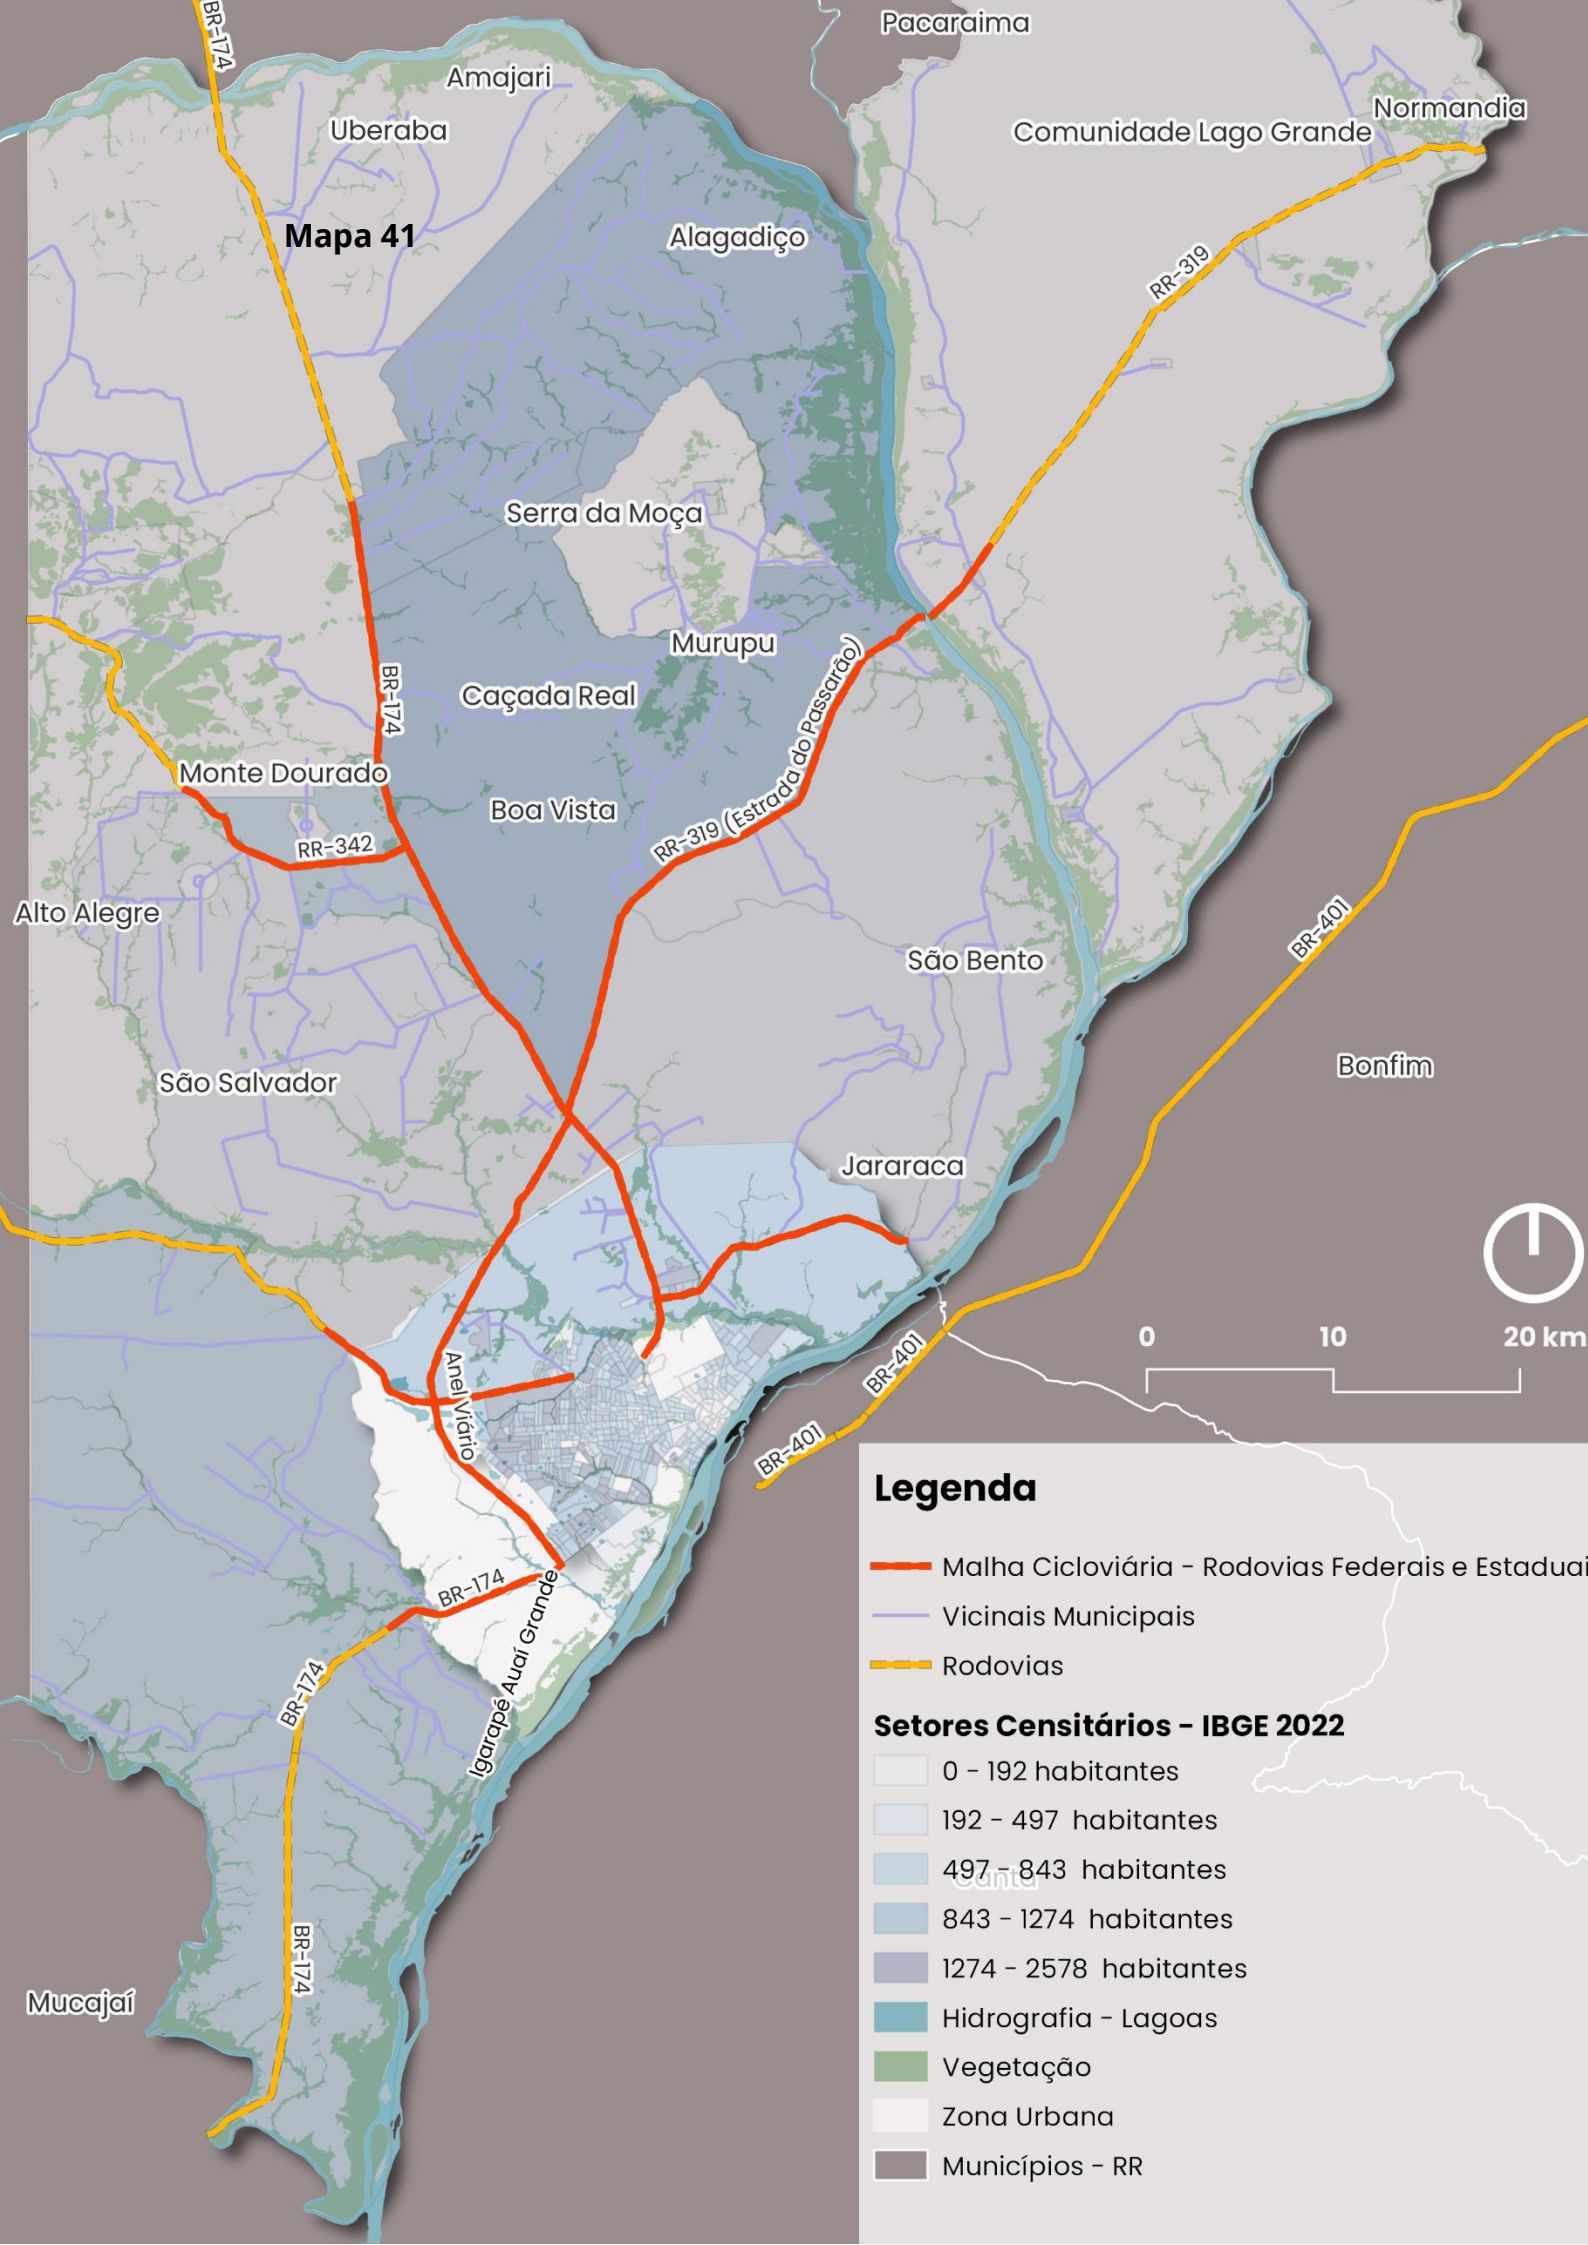 BR-174
Pacaraima
Amajari
Uberaba
Normandia
Comunidade Lago Grande
Mapa 41
Alagadiço
RR-319
Serra da Moça
Murupu
BR-174
Caçada Real
RR-319 (Estrada do Passarão)
Monte Dourado
Boa Vista
RR-342
Alto Alegre
BR-401
São Bento
Bonfim
São Salvador
Jararaca
0 10 20 km
BR-401
Anel Viário
BR-401
BR-174
Igarapé Auaí Grande
BR-174
BR-174
Mucajaí
Legenda
Malha Cicloviária - Rodovias Federais e Estaduai
Vicinais Municipais
Rodovias
Setores Censitários - IBGE 2022
0 - 192 habitantes
192 - 497 habitantes
497 - 843 habitantes
Cantá
843 - 1274 habitantes
1274 - 2578 habitantes
Hidrografia - Lagoas
Vegetação
Zona Urbana
Municípios - RR